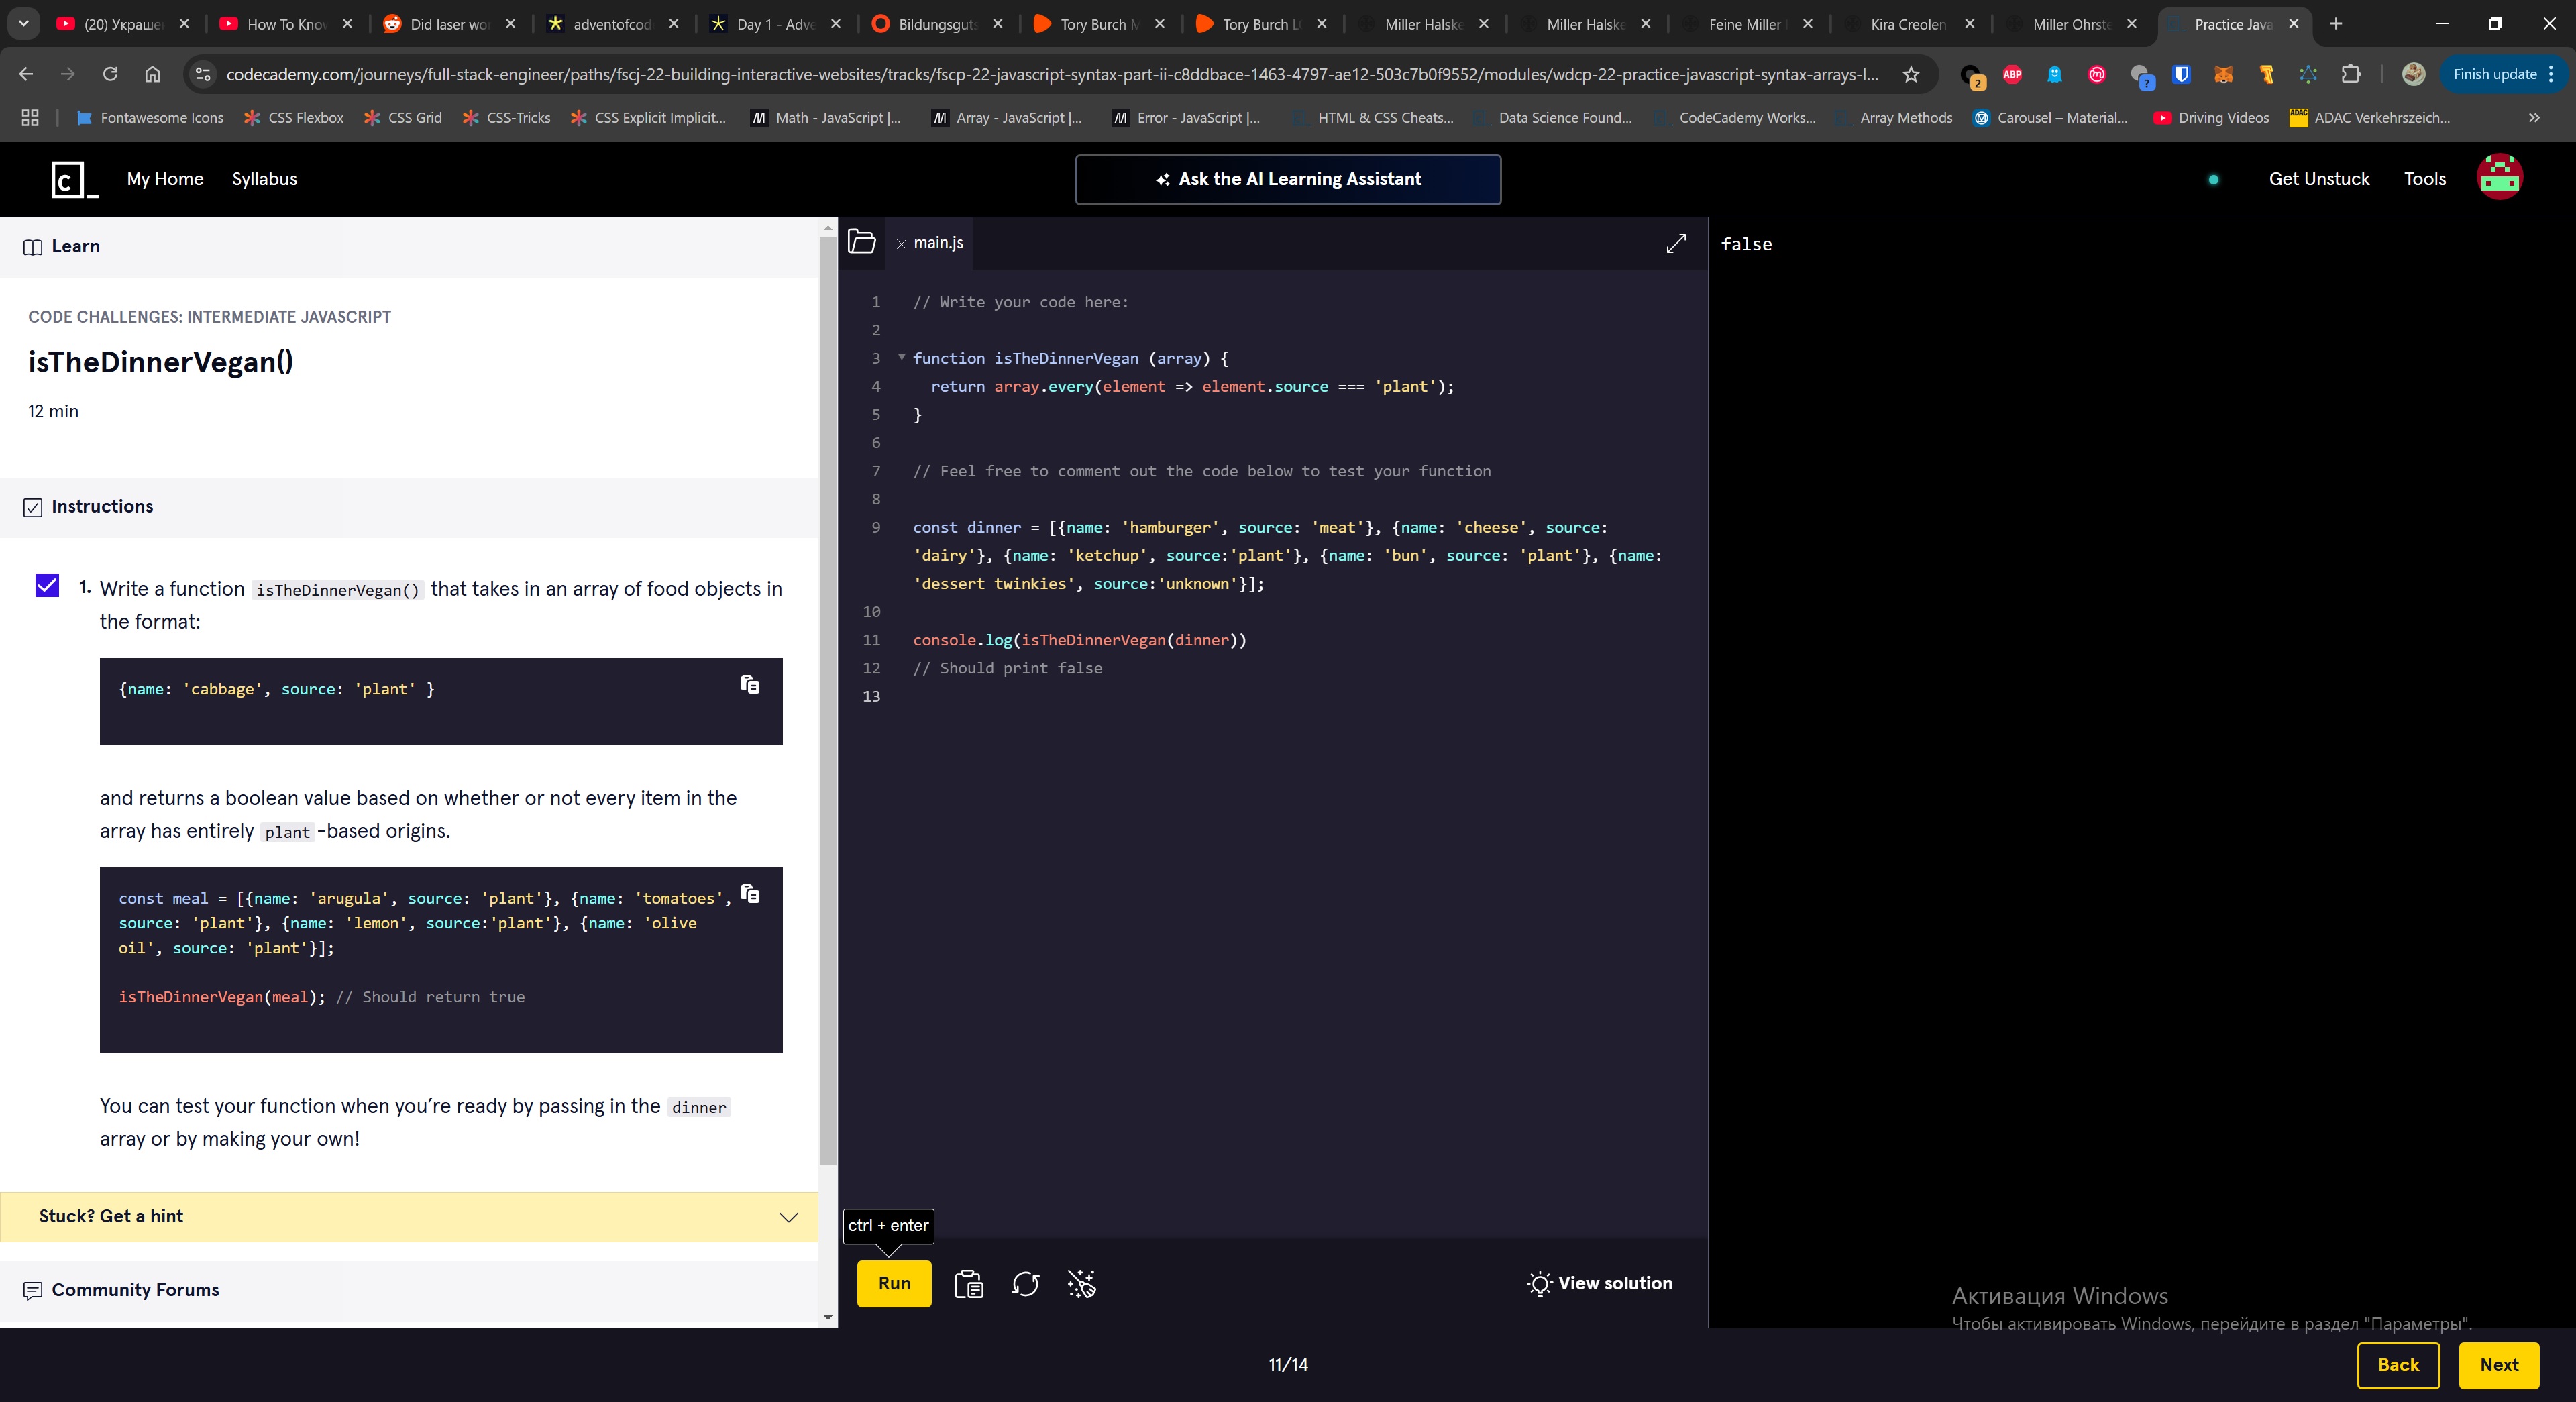 (20) Украше
How To Kno
Did laser wo
adventofcod
Day 1 - Adve
Bildungsguts
Tory Burch M
Tory Burch L
Miller Halske
Miller Halske
Feine Miller
Kira Creolen
Miller Ohrste
Practice Java
codecademy.com/journeys/full-stack-engineer/paths/fscj-22-building-interactive-websites/tracks/fscp-22-javascript-syntax-part-ii-c8ddbace-1463-4797-ae12-503c7b0f9552/modules/wdcp-22-practice-javascript-syntax-arrays-l...
2
ABP
?
Finish update
Fontawesome Icons
CSS Flexbox
CSS Grid
CSS-Tricks
CSS Explicit Implicit...
Math - JavaScript |...
Array - JavaScript |...
Error - JavaScript |...
HTML & CSS Cheats...
Data Science Found...
CodeCademy Works...
Array Methods
Carousel – Material...
Driving Videos
ADAC Verkehrszeich...
My Home
Syllabus
Ask the AI Learning Assistant
Get Unstuck
Tools
Learn
CODE CHALLENGES: INTERMEDIATE JAVASCRIPT
isTheDinnerVegan()
12 min
Instructions
1. Write a function isTheDinnerVegan() that takes in an array of food objects in
the format:
{name: 'cabbage', source: 'plant' }
and returns a boolean value based on whether or not every item in the
array has entirely plant-based origins.
const meal = [{name: 'arugula', source: 'plant'}, {name: 'tomatoes',
source: 'plant'}, {name: 'lemon', source:'plant'}, {name: 'olive
oil', source: 'plant'}];
isTheDinnerVegan(meal); // Should return true
You can test your function when you're ready by passing in the dinner
array or by making your own!
Stuck? Get a hint
Community Forums
main.js
1 // Write your code here:
2
3 function isTheDinnerVegan (array) {
4 return array.every(element => element.source === 'plant');
5 }
6
7 // Feel free to comment out the code below to test your function
8
9 const dinner = [{name: 'hamburger', source: 'meat'}, {name: 'cheese', source:
'dairy'}, {name: 'ketchup', source:'plant'}, {name: 'bun', source: 'plant'}, {name:
'dessert twinkies', source:'unknown'}];
10
11 console.log(isTheDinnerVegan(dinner))
12 // Should print false
13
ctrl + enter
Run
View solution
false
Активация Windows
Чтобы активировать Windows, перейдите в раздел "Параметры".
11/14
Back
Next